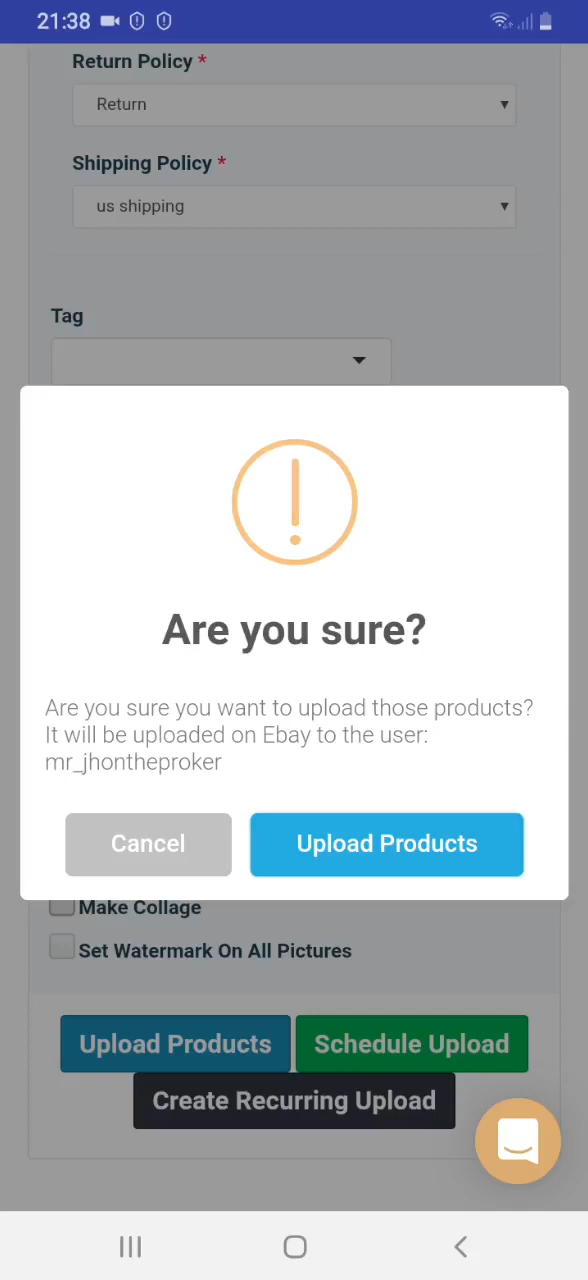 21:38
Return Policy *
Return
Shipping Policy *
us shipping
Tag
Are you sure?
Are you sure you want to upload those products?
It will be uploaded on Ebay to the user:
mr_jhontheproker
Cancel
Upload Products
Make Collage
Set Watermark On All Pictures
Upload Products
Schedule Upload
Create Recurring Upload